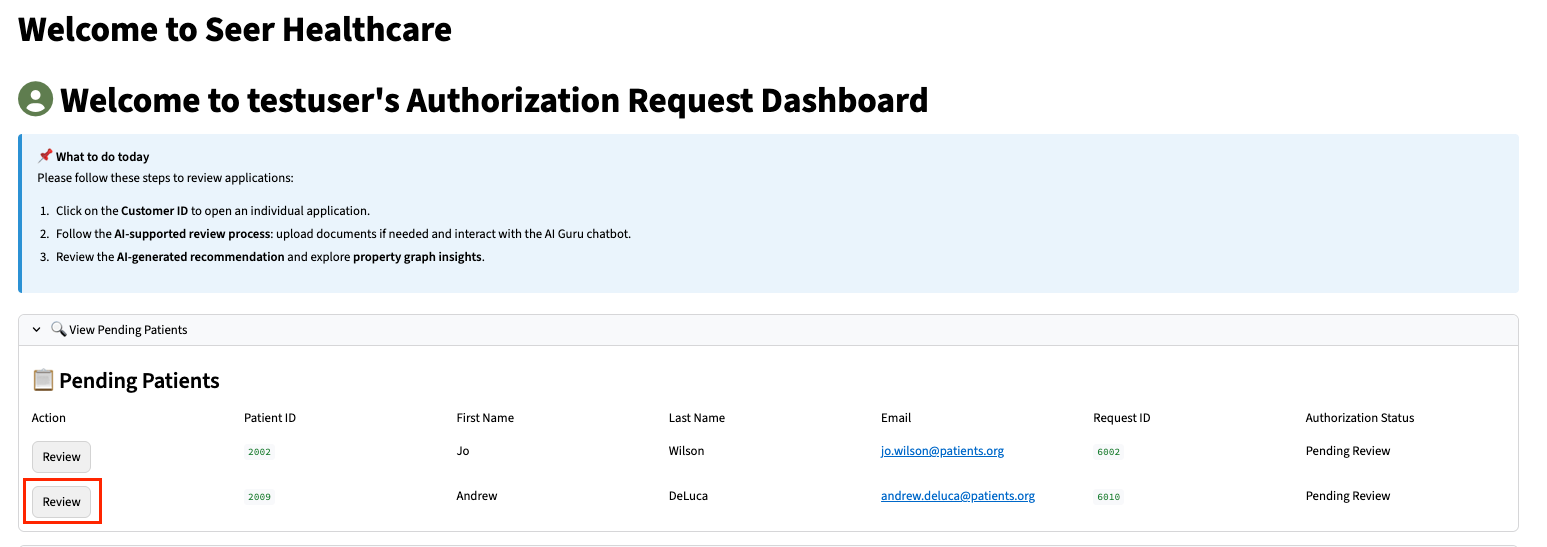 Welcome to Seer Healthcare
Welcome to testuser's Authorization Request Dashboard
What to do today
Please follow these steps to review applications:
1. Click on the Customer ID to open an individual application.
2. Follow the AI-supported review process: upload documents if needed and interact with the AI Guru chatbot.
3. Review the AI-generated recommendation and explore property graph insights.
View Pending Patients
Pending Patients
Action Patient ID First Name Last Name Email Request ID Authorization Status
Review 2002 Jo Wilson jo.wilson@patients.org 6002 Pending Review
Review 2009 Andrew DeLuca andrew.deluca@patients.org 6010 Pending Review